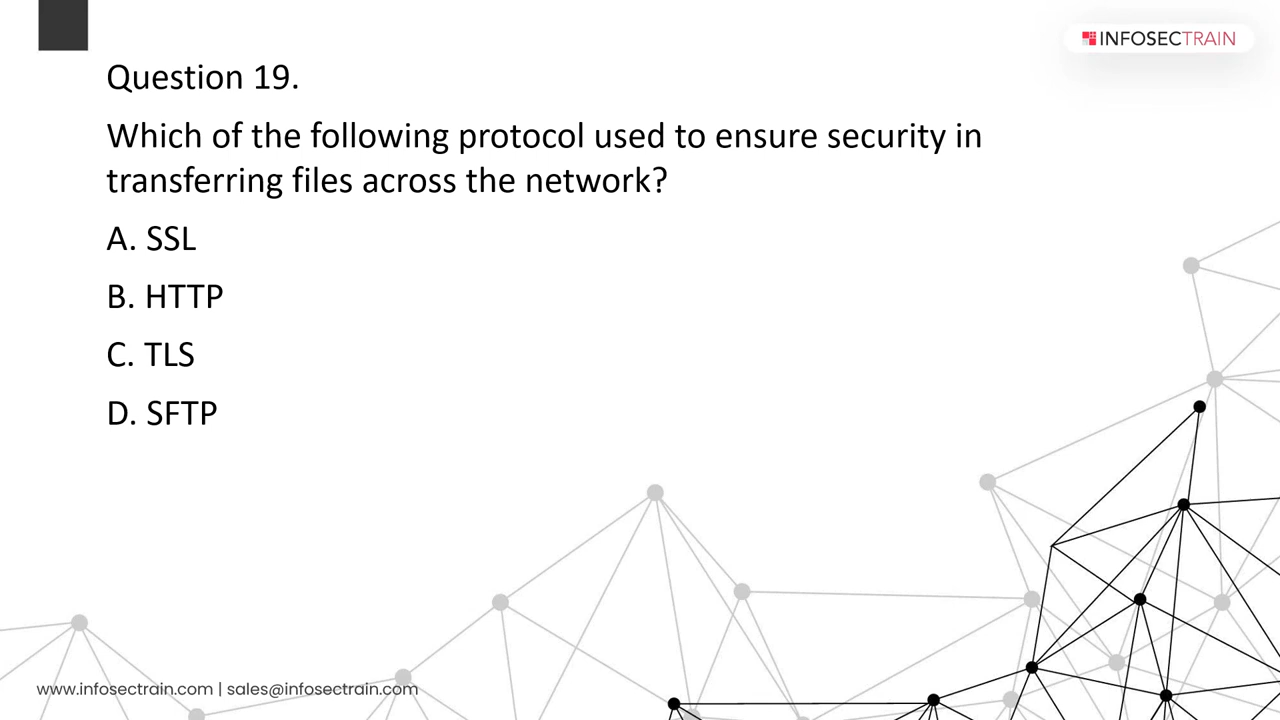 INFOSECTRAIN
Question 19.
Which of the following protocol used to ensure security in
transferring files across the network?
A. SSL
B. HTTP
C. TLS
D. SFTP
www.infosectrain.com | sales@infosectrain.com